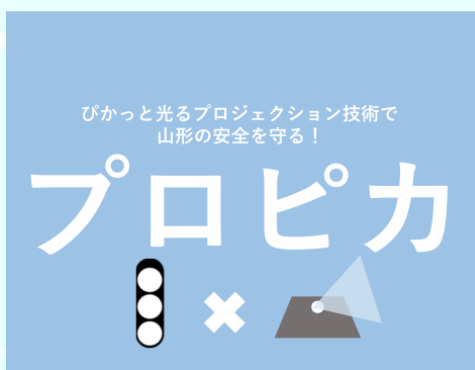 ぴかっと光るプロジェクション技術で
山形の安全を守る！
プロピカ